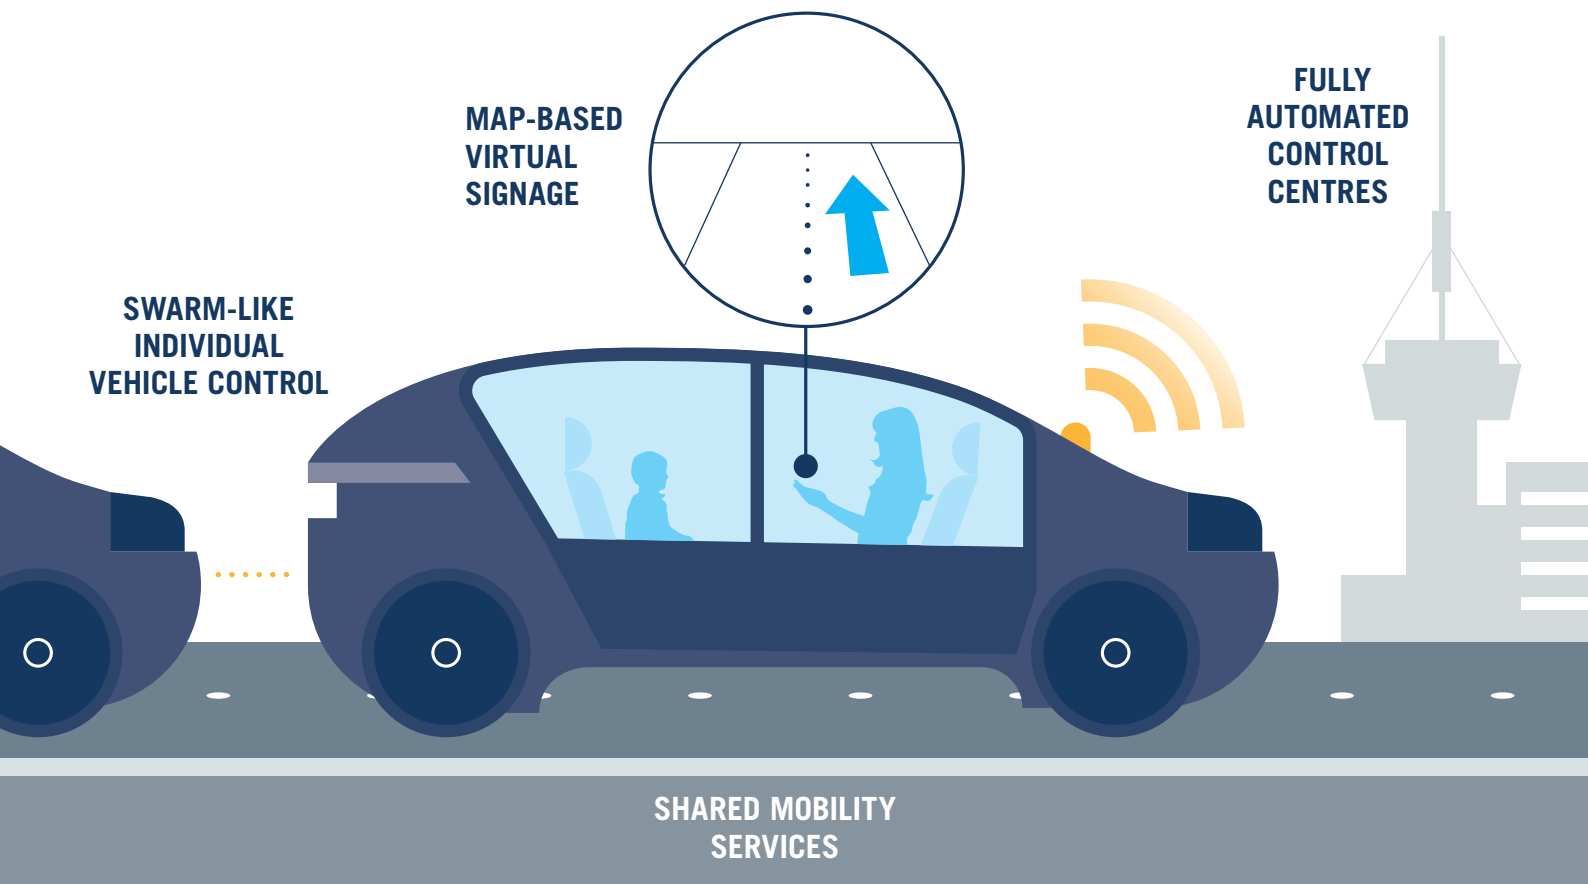 MAP-BASED
VIRTUAL
SIGNAGE
FULLY
AUTOMATED
CONTROL
CENTRES
SWARM-LIKE
INDIVIDUAL
VEHICLE CONTROL
SHARED MOBILITY
SERVICES